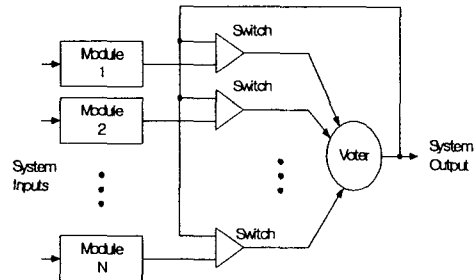 Switch
Module
1
Switch
Module
2
System
Inputs
Voter
System
Output
Switch
Module
N